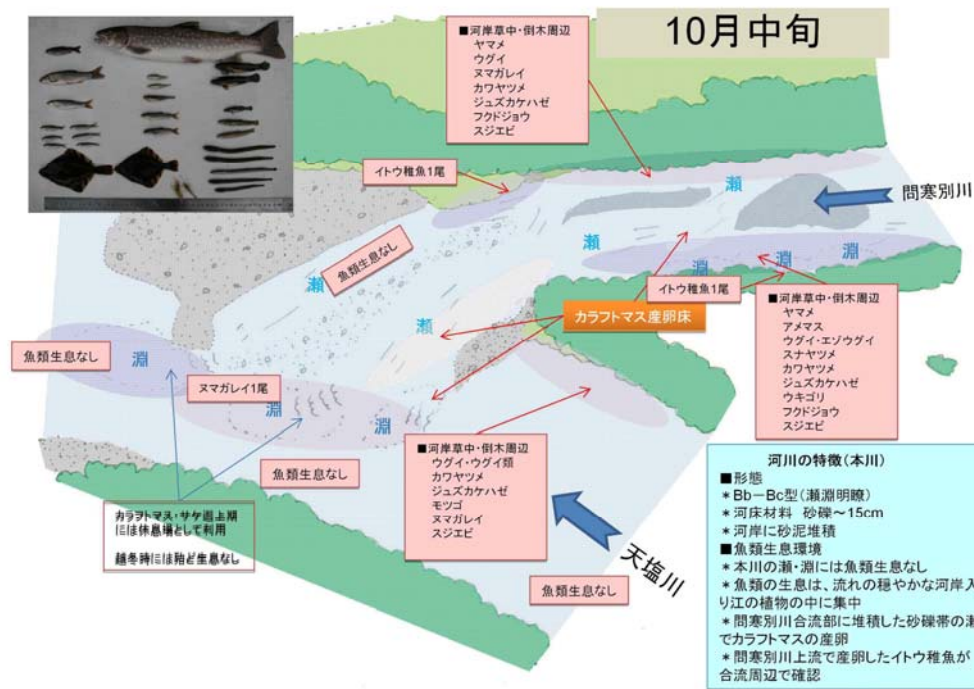 10月中旬
■河岸草中・倒木周辺
ヤマメ
ウグイ
ヌマガレイ
カワヤツメ
ジュズカケハゼ
フクドジョウ
スジエビ
イトウ稚魚1尾
瀬
問寒別川
瀬
魚類生息なし
瀬
淵
淵
淵
イトウ稚魚1尾
カラフトマス産卵床
瀬
■河岸草中・倒木周辺
ヤマメ
アメマス
ウグイ・エゾウグイ
スナヤツメ
カワヤツメ
ジュズカケハゼ
ウキゴリ
フクドジョウ
スジエビ
魚類生息なし
淵
ヌマガレイ1尾
淵
淵
魚類生息なし
■河岸草中・倒木周辺
ウグイ・ウグイ類
カワヤツメ
ジュズカケハゼ
モツゴ
ヌマガレイ
スジエビ
カラフトマス・サケ遡上期
には休息場として利用
越冬時には殆ど生息なし
天塩川
魚類生息なし
河川の特徴(本川)
■形態
*Bb-Bc型(瀬淵明瞭)
*河床材料 砂礫~15cm
*河岸に砂泥堆積
■魚類生息環境
*本川の瀬・淵には魚類生息なし
*魚類の生息は、流れの穏やかな河岸入
り江の植物の中に集中
*問寒別川合流部に堆積した砂礫帯の瀬
でカラフトマスの産卵
*問寒別川上流で産卵したイトウ稚魚が
合流周辺で確認